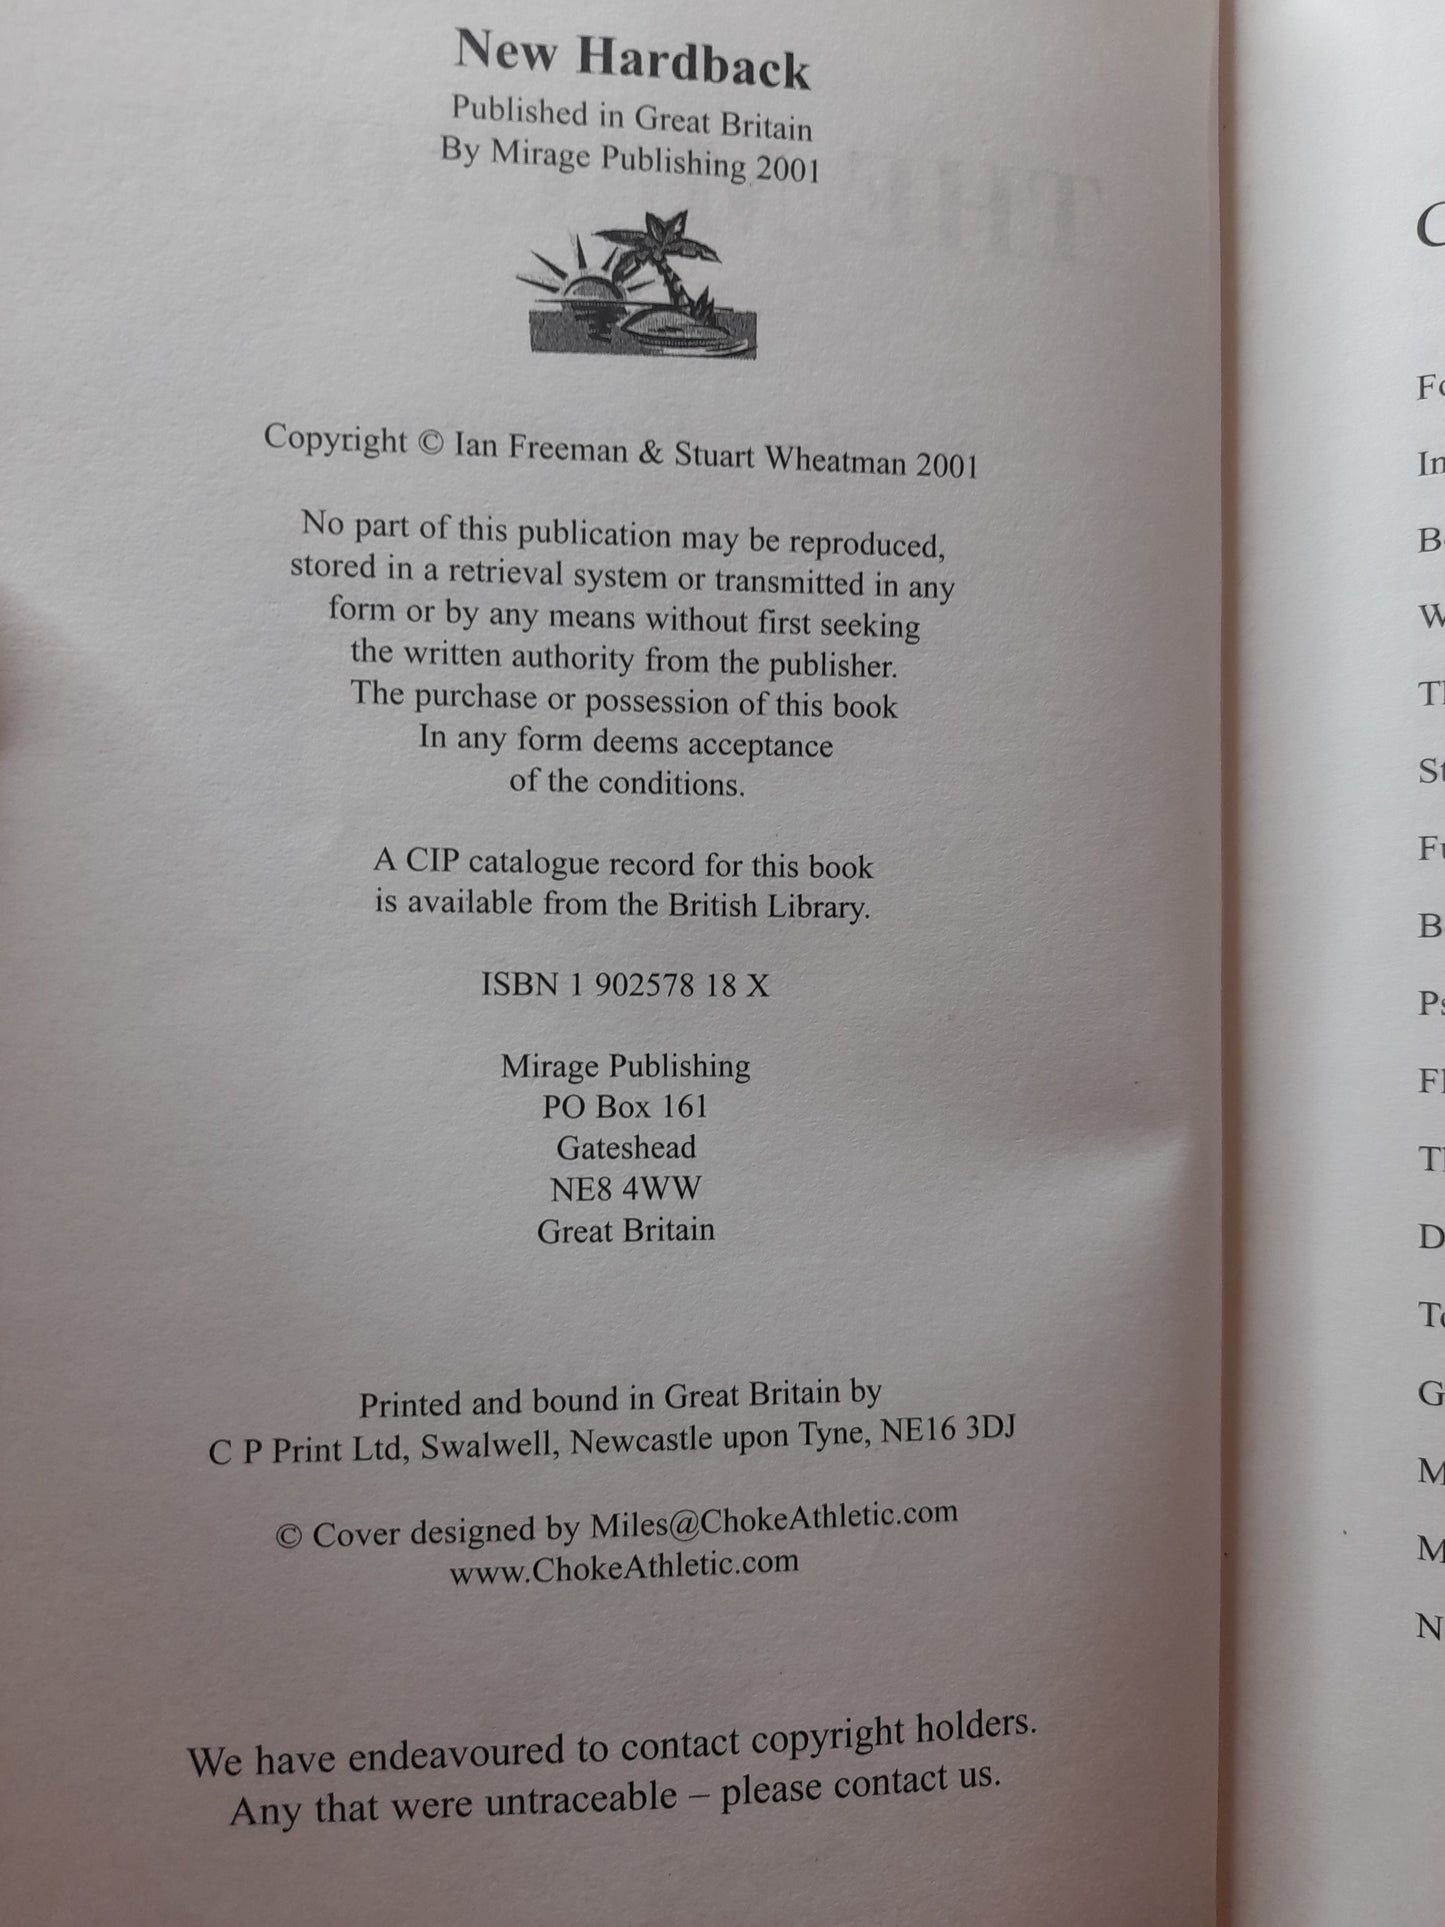 New Hardback
Published in Great Britain
By Mirage Publishing 2001
Copyright © Ian Freeman & Stuart Wheatman 2001
No part of this publication may be reproduced,
stored in a retrieval system or transmitted in any
form or by any means without first seeking
the written authority from the publisher.
The purchase or possession of this book
In any form deems acceptance
of the conditions.
A CIP catalogue record for this book
is available from the British Library.
ISBN 1 902578 18 X
Mirage Publishing
PO Box 161
Gateshead
NE8 4WW
Great Britain
Printed and bound in Great Britain by
C P Print Ltd, Swalwell, Newcastle upon Tyne, NE16 3DJ
© Cover designed by Miles@ChokeAthletic.com
www.ChokeAthletic.com
We have endeavoured to contact copyright holders.
Any that were untraceable – please contact us.